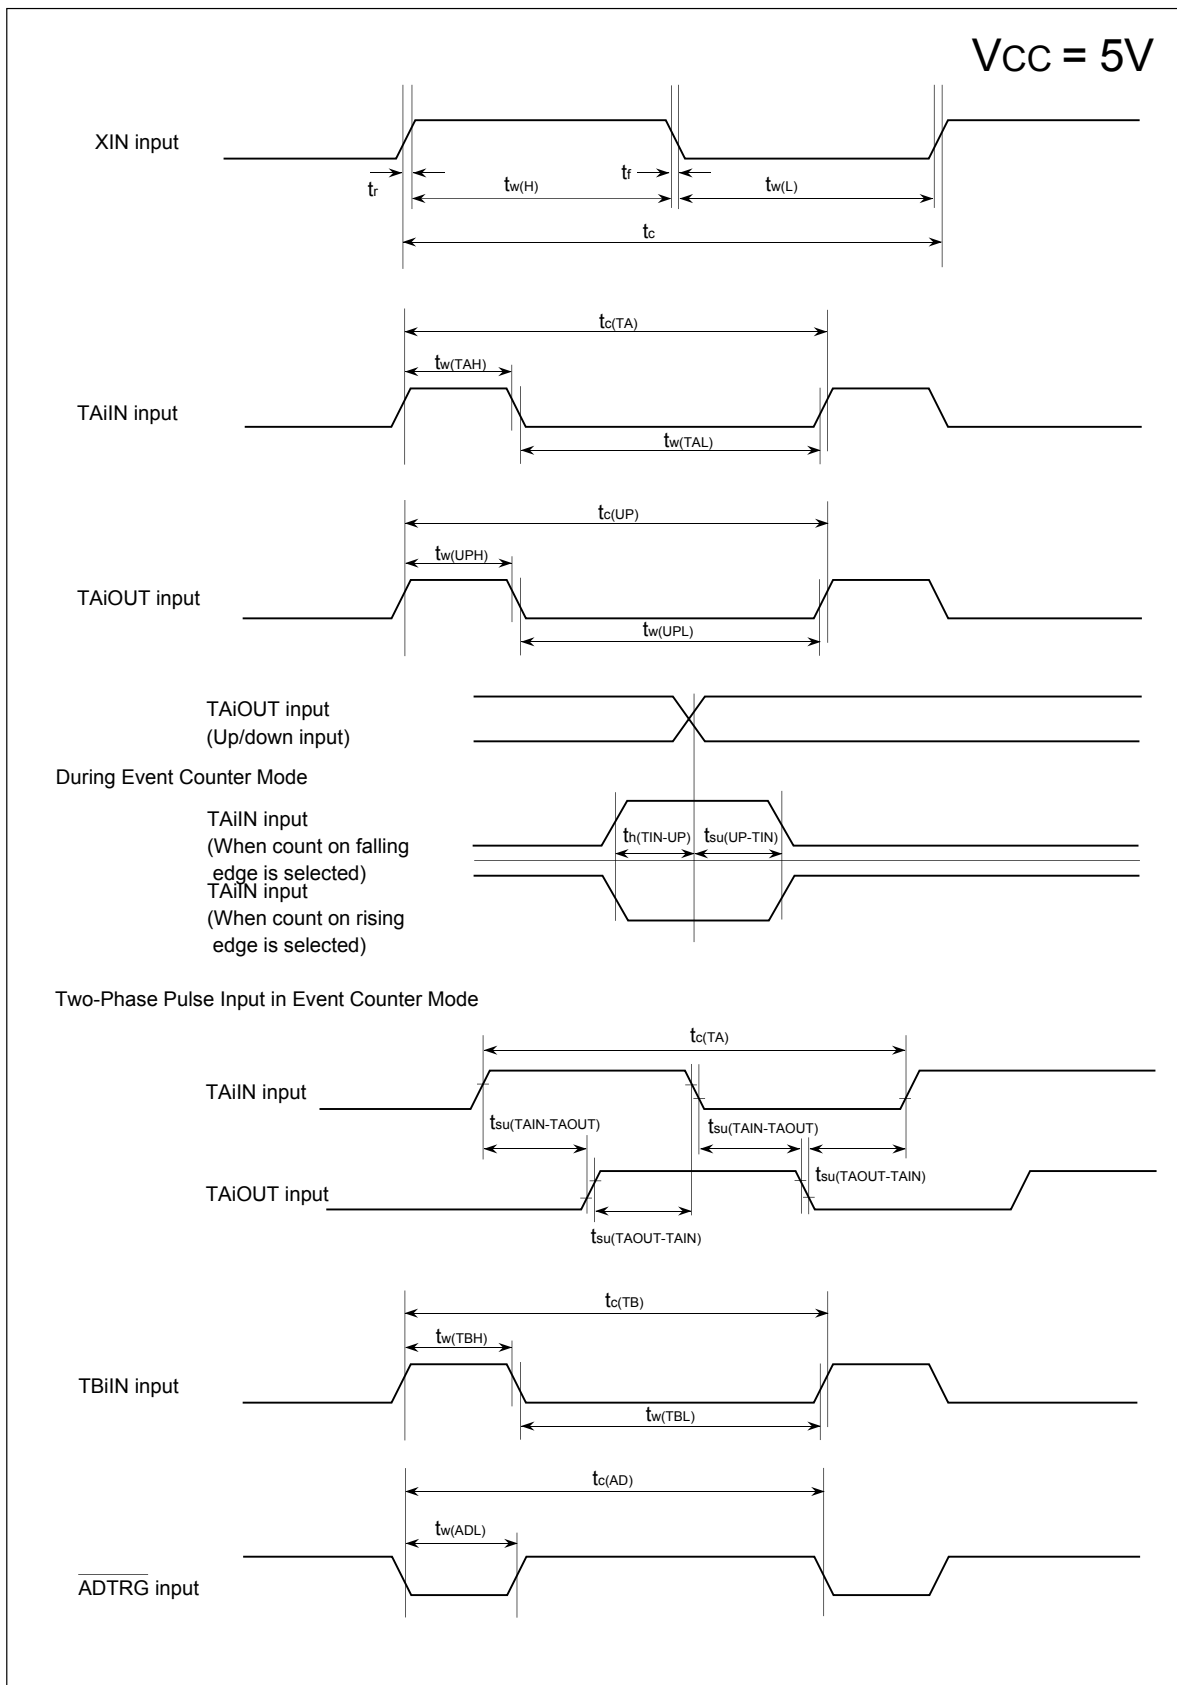 VCC = 5V
XIN input
tr
tw(H)
tf
tw(L)
tc
tc(TA)
tw(TAH)
TAiIN input
tw(TAL)
tc(UP)
tw(UPH)
TAiOUT input
tw(UPL)
TAiOUT input
(Up/down input)
During Event Counter Mode
TAiIN input
(When count on falling
edge is selected)
th(TIN-UP)
tsu(UP-TIN)
TAiIN input
(When count on rising
edge is selected)
Two-Phase Pulse Input in Event Counter Mode
tc(TA)
TAiIN input
tsu(TAIN-TAOUT)
tsu(TAIN-TAOUT)
tsu(TAOUT-TAIN)
TAiOUT input
tsu(TAOUT-TAIN)
tc(TB)
tw(TBH)
TBiIN input
tw(TBL)
tc(AD)
tw(ADL)
ADTRG input